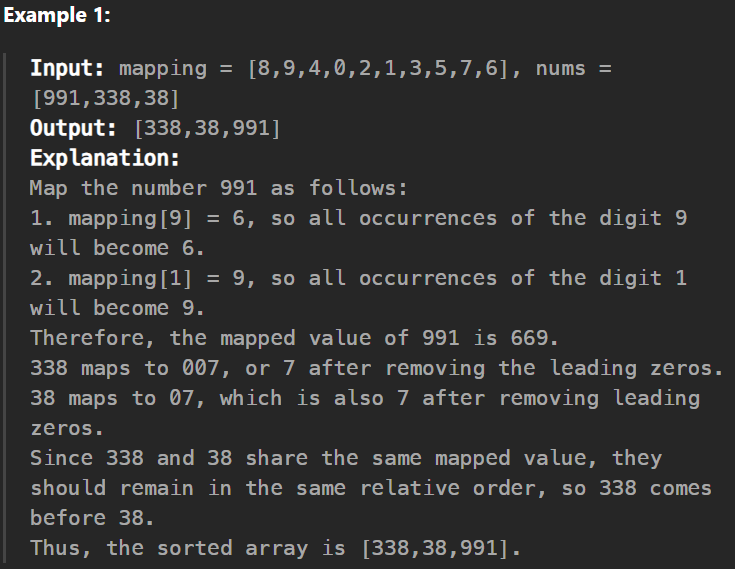 Example 1:
Input: mapping = [8,9,4,0,2,1,3,5,7,6], nums =
[991,338,38]
Output: [338,38,991]
Explanation:
Map the number 991 as follows:
1. mapping[9] = 6, so all occurrences of the digit 9
will become 6.
2. mapping[1] = 9, so all occurrences of the digit 1
will become 9.
Therefore, the mapped value of 991 is 669.
338 maps to 007, or 7 after removing the leading zeros.
38 maps to 07, which is also 7 after removing leading
zeros.
Since 338 and 38 share the same mapped value, they
should remain in the same relative order, so 338 comes
before 38.
Thus, the sorted array is [338,38,991].